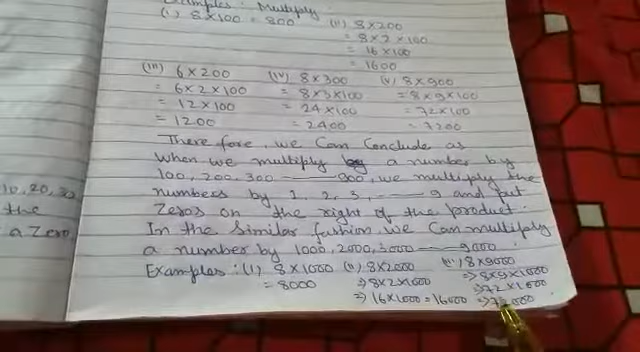 Examples: Multiply:
(i) 8×100 = 800 (ii) 8×200
= 8×2×100
= 16×100
= 1600
(iii) 6×200 (iv) 8×300 (v) 8×900
= 6×2×100 = 8×3×100 = 8×9×100
= 12×100 = 24×100 = 72×100
= 1200 = 2400 = 7200
There fore, we can conclude as
when we multiply a number by
100, 200, 300 —— 900, we multiply the
numbers by 1, 2, 3, —— 9 and put
Zeros on the right of the product.
In the similar fashion, we can multiply
a number by 1000, 2000, 3000 —— 9000.
Examples: (i) 8×1000 (ii) 8×2000 (iii) 8×9000
= 8000 ⇒ 8×2×1000 ⇒ 8×9×1000
⇒ 16×1000 = 16000 ⇒ 72×1000
⇒ 72000
10, 20, 30
the
a Zero,